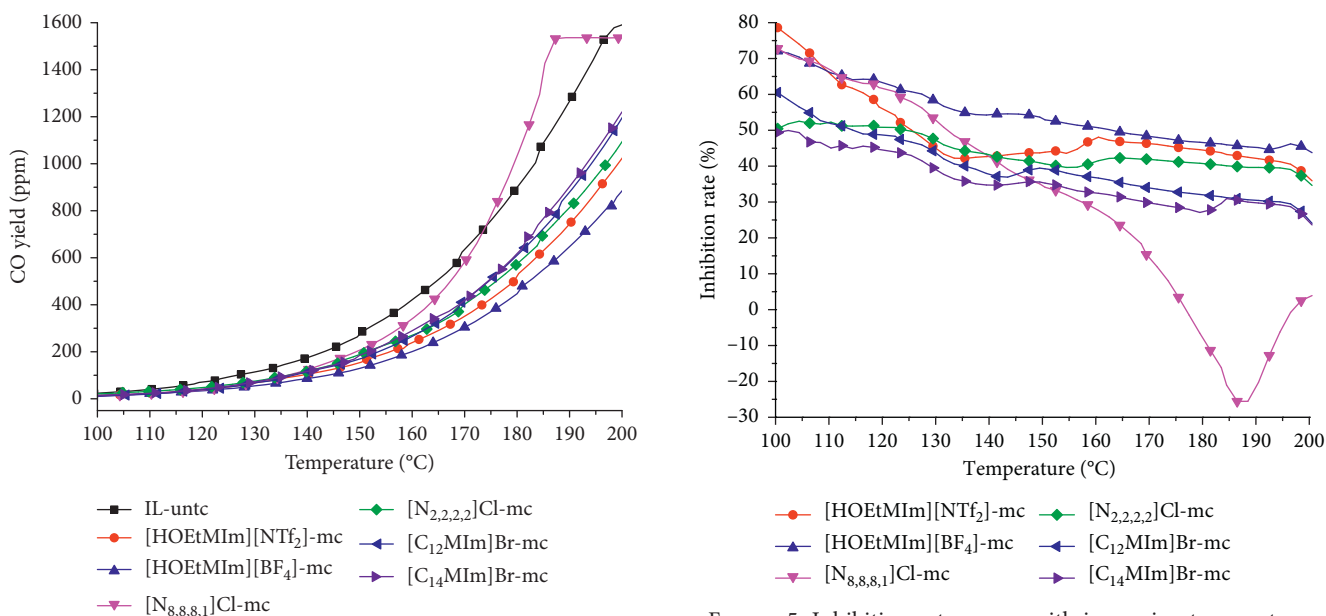 1600
1400
1200
1000
800
600
400
200
0
CO yield (ppm)
100 110 120 130 140 150 160 170 180 190 200
Temperature (°C)
IL-untc
[HOEtMIm][NTf2]-mc
[HOEtMIm][BF4]-mc
[N8,8,8,1]Cl-mc
[N2,2,2,2]Cl-mc
[C12MIm]Br-mc
[C14MIm]Br-mc
80
70
60
50
40
30
20
10
0
–10
–20
–30
Inhibition rate (%)
100 110 120 130 140 150 160 170 180 190 200
Temperature (°C)
[HOEtMIm][NTf2]-mc
[HOEtMIm][BF4]-mc
[N8,8,8,1]Cl-mc
[N2,2,2,2]Cl-mc
[C12MIm]Br-mc
[C14MIm]Br-mc